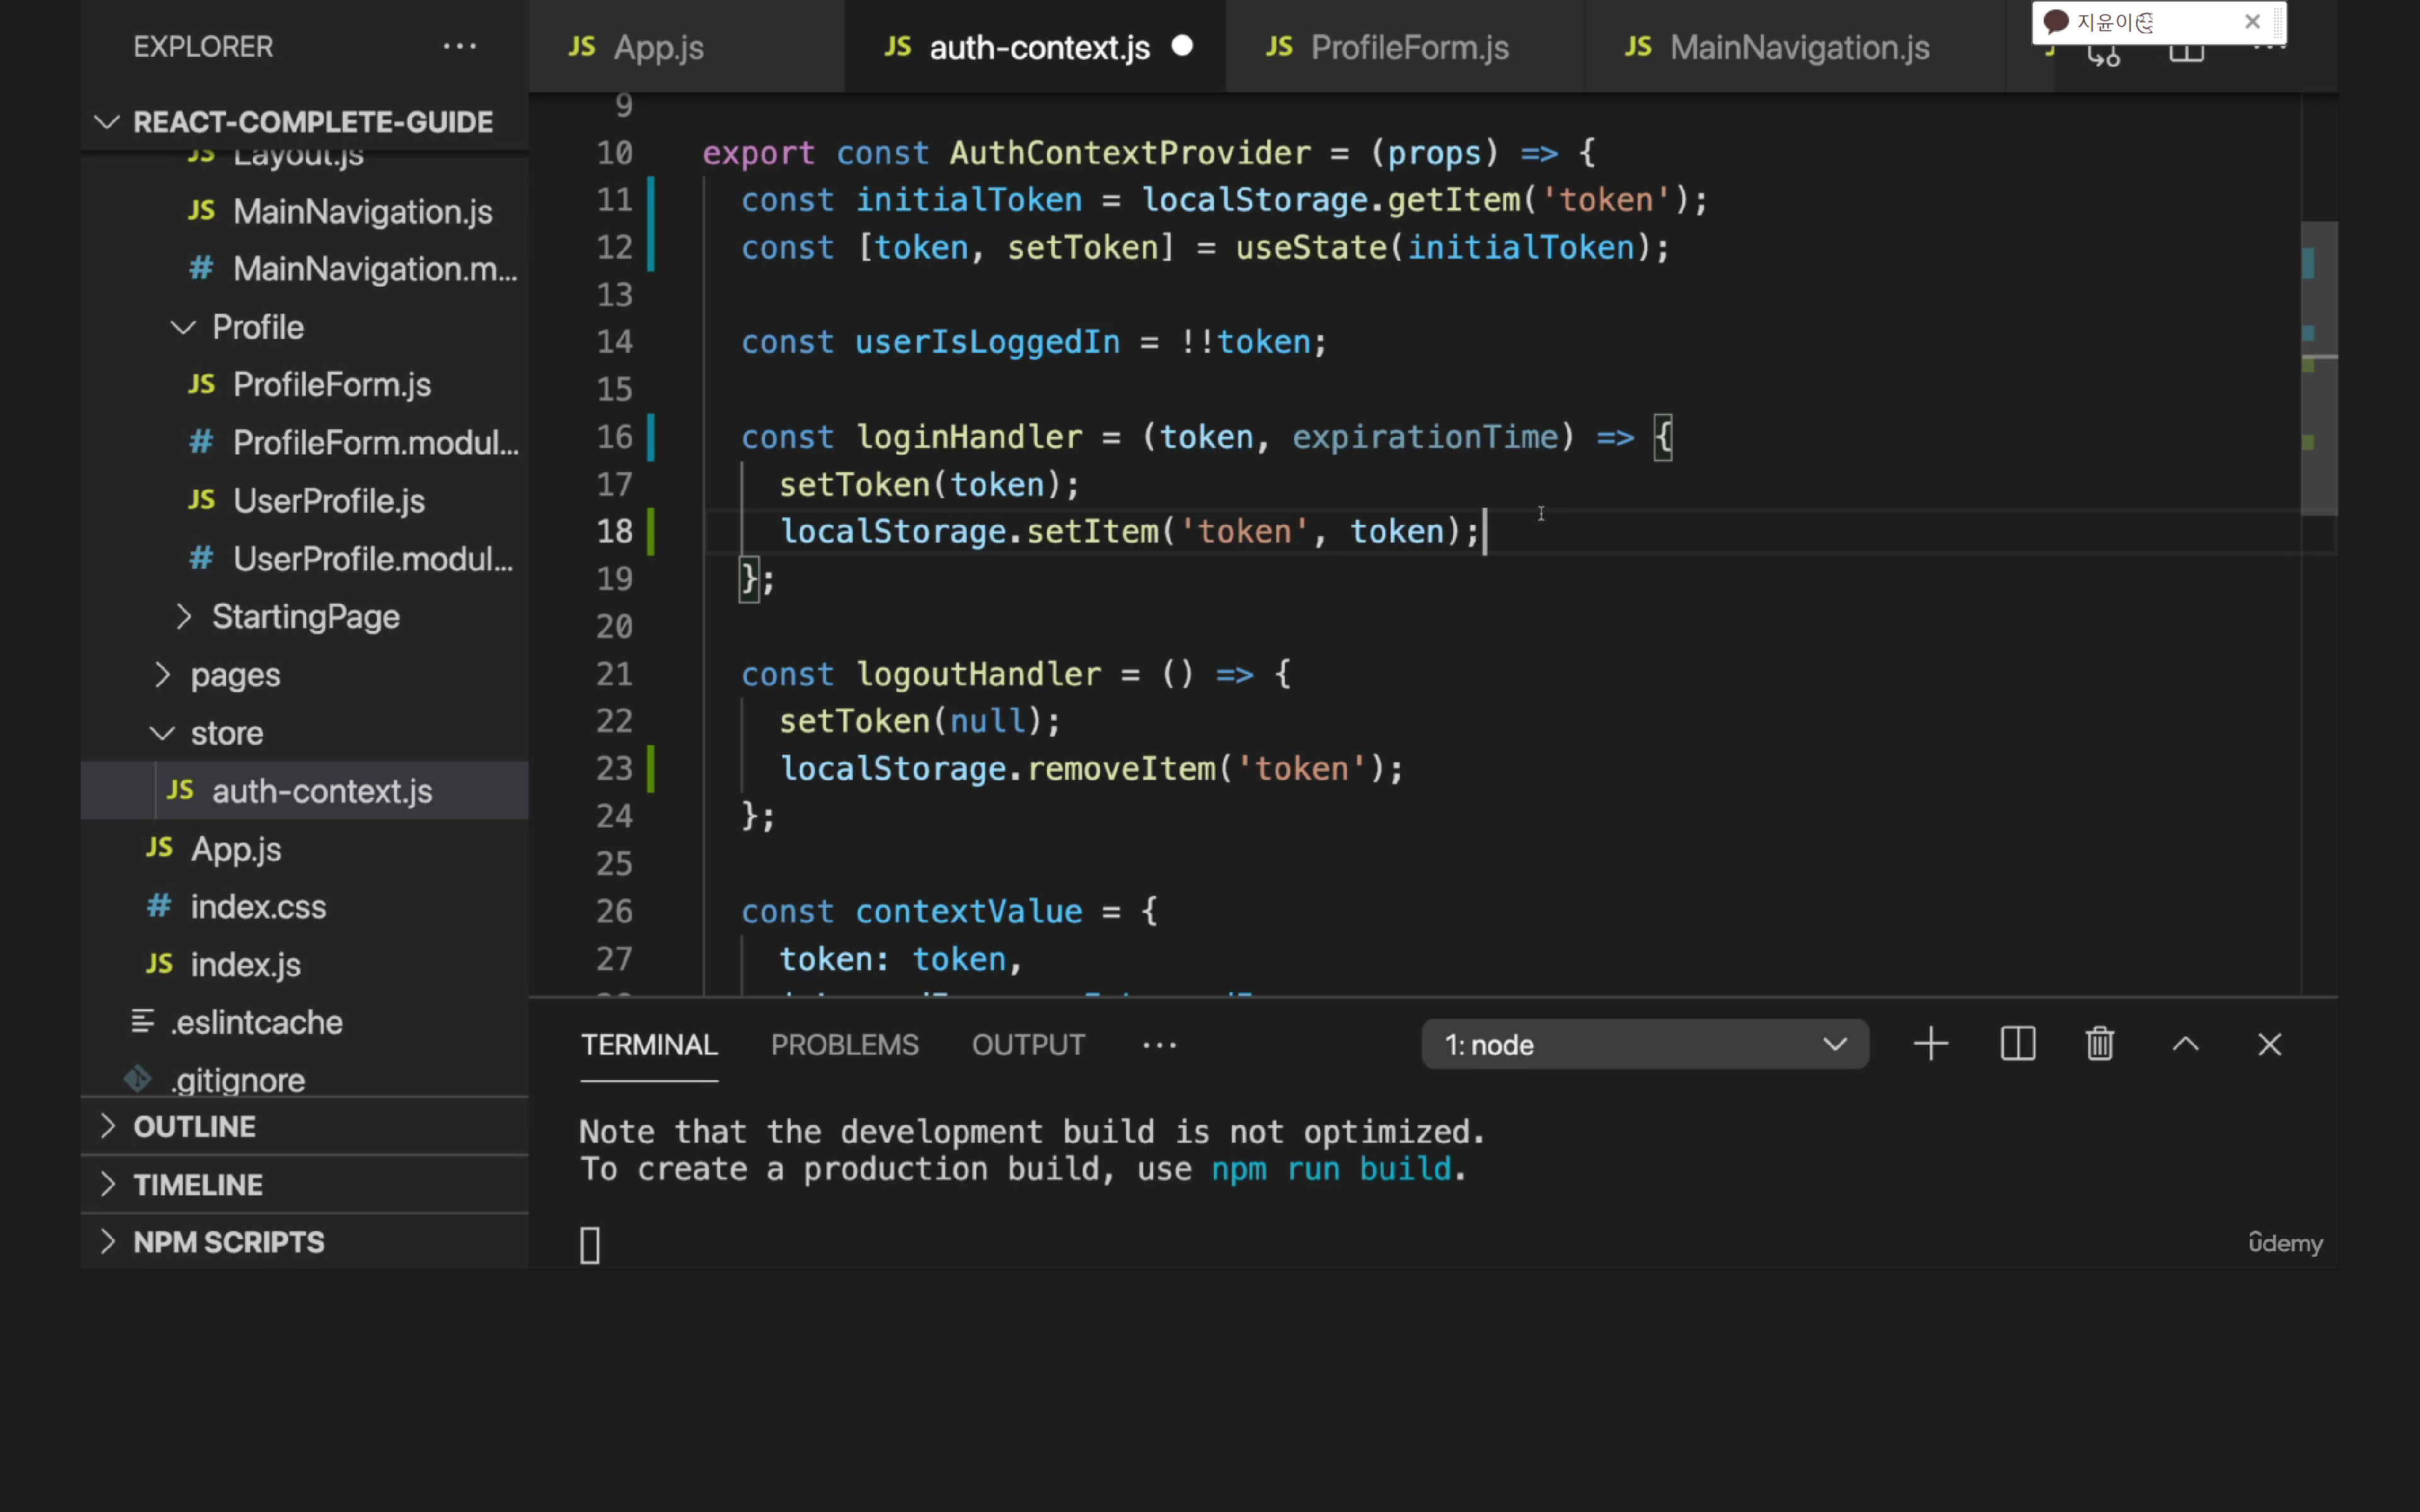 EXPLORER
REACT-COMPLETE-GUIDE
JS Layout.js
JS MainNavigation.js
# MainNavigation.m...
Profile
JS ProfileForm.js
# ProfileForm.modul...
JS UserProfile.js
# UserProfile.modul...
StartingPage
pages
store
JS auth-context.js
JS App.js
# index.css
JS index.js
.eslintcache
.gitignore
OUTLINE
TIMELINE
NPM SCRIPTS
JS App.js
JS auth-context.js
JS ProfileForm.js
JS MainNavigation.js
지윤이
9
10 export const AuthContextProvider = (props) => {
11 const initialToken = localStorage.getItem('token');
12 const [token, setToken] = useState(initialToken);
13
14 const userIsLoggedIn = !!token;
15
16 const loginHandler = (token, expirationTime) => {
17 setToken(token);
18 localStorage.setItem('token', token);
19 };
20
21 const logoutHandler = () => {
22 setToken(null);
23 localStorage.removeItem('token');
24 };
25
26 const contextValue = {
27 token: token,
TERMINAL PROBLEMS OUTPUT ...
1: node
Note that the development build is not optimized.
To create a production build, use npm run build.
ûdemy